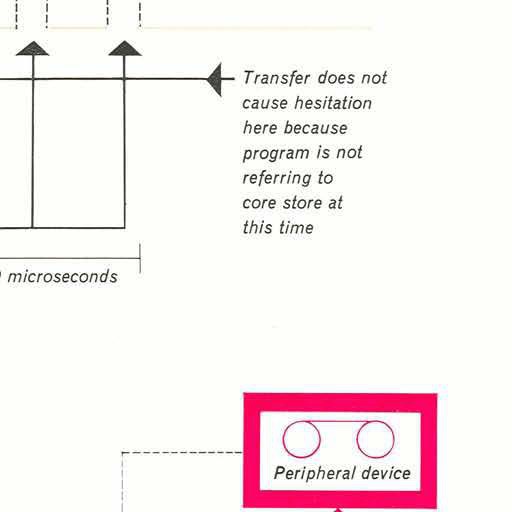 Transfer does not
cause hesitation
here because
program is not
referring to
core store at
this time
microseconds
Peripheral device